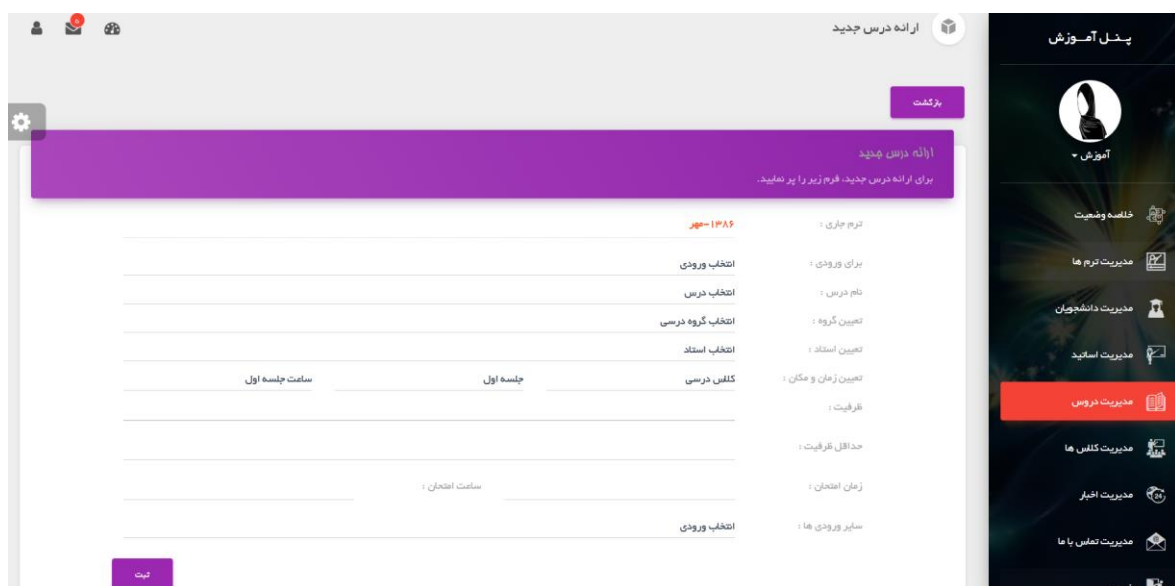 پـنـل آمــوزش
آموزش
خلاصه وضعیت
مدیریت ترم ها
مدیریت دانشجویان
مدیریت اساتید
مدیریت دروس
مدیریت کلاس ها
مدیریت اخبار
مدیریت تماس با ما
ارائه درس جدید
6
بازگشت
ارائه درس جدید
برای ارائه درس جدید، فرم زیر را پر نمایید.
ترم جاری : ۱۳۸۶-مهر
برای ورودی : انتخاب ورودی
نام درس : انتخاب درس
تعیین گروه : انتخاب گروه درسی
تعیین استاد : انتخاب استاد
تعیین زمان و مکان : کلاس درسی جلسه اول ساعت جلسه اول
ظرفیت :
حداقل ظرفیت :
زمان امتحان : ساعت امتحان :
سایر ورودی ها : انتخاب ورودی
ثبت